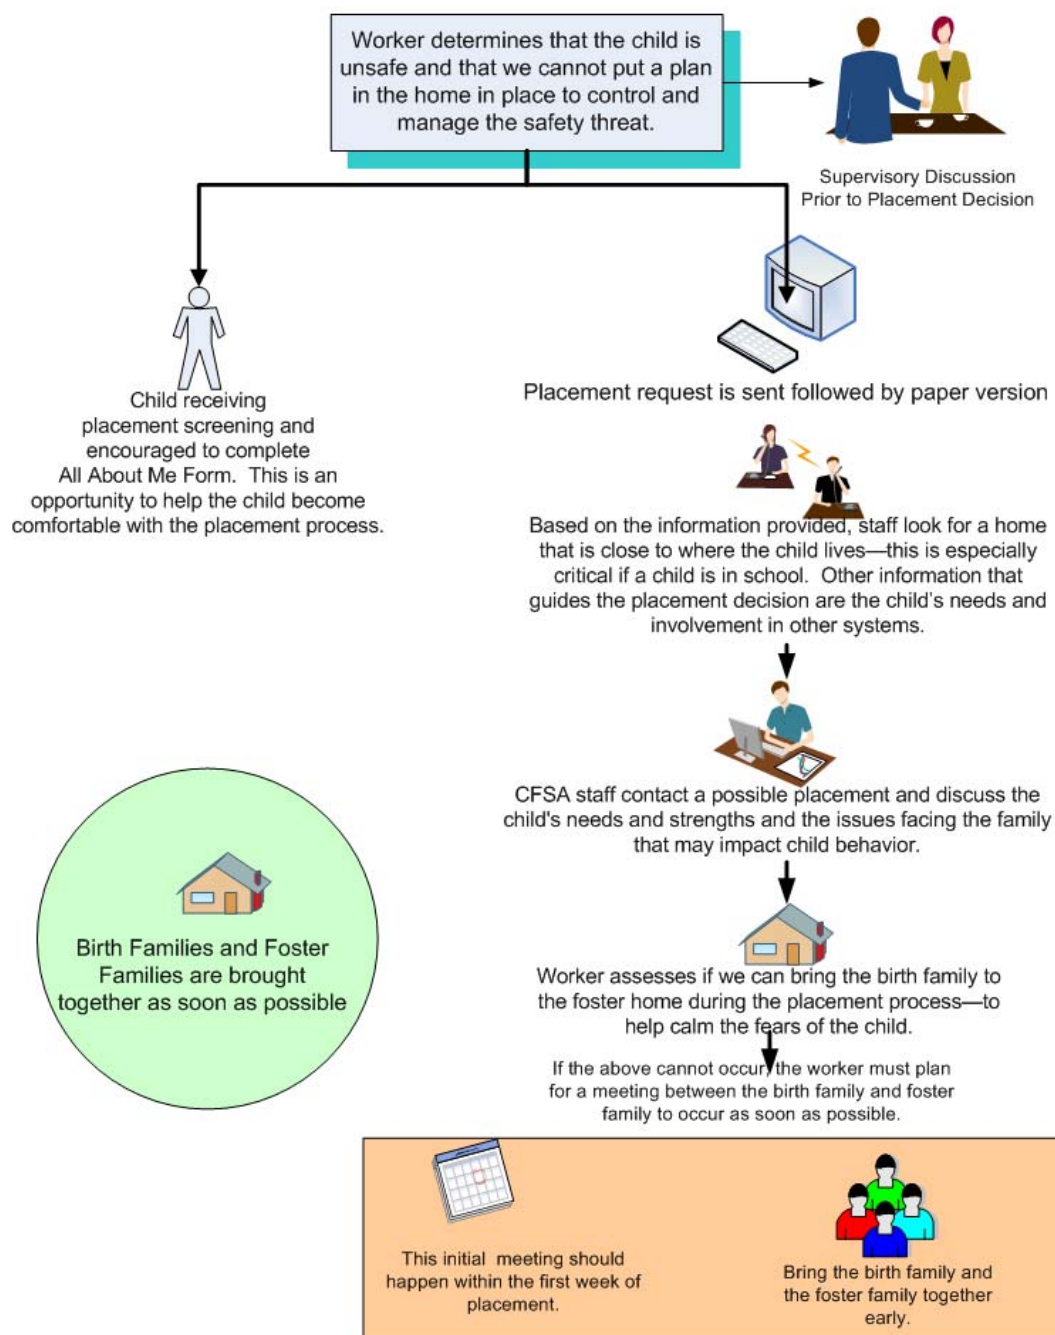 Worker determines that the child is
unsafe and that we cannot put a plan
in the home in place to control and
manage the safety threat.
Supervisory Discussion
Prior to Placement Decision
Child receiving
placement screening and
encouraged to complete
All About Me Form. This is an
opportunity to help the child become
comfortable with the placement process.
Placement request is sent followed by paper version
Based on the information provided, staff look for a home
that is close to where the child lives—this is especially
critical if a child is in school. Other information that
guides the placement decision are the child's needs and
involvement in other systems.
CFSA staff contact a possible placement and discuss the
child's needs and strengths and the issues facing the family
that may impact child behavior.
Birth Families and Foster
Families are brought
together as soon as possible
Worker assesses if we can bring the birth family to
the foster home during the placement process—to
help calm the fears of the child.
If the above cannot occur, the worker must plan
for a meeting between the birth family and foster
family to occur as soon as possible.
This initial meeting should
happen within the first week of
placement.
Bring the birth family and
the foster family together
early.